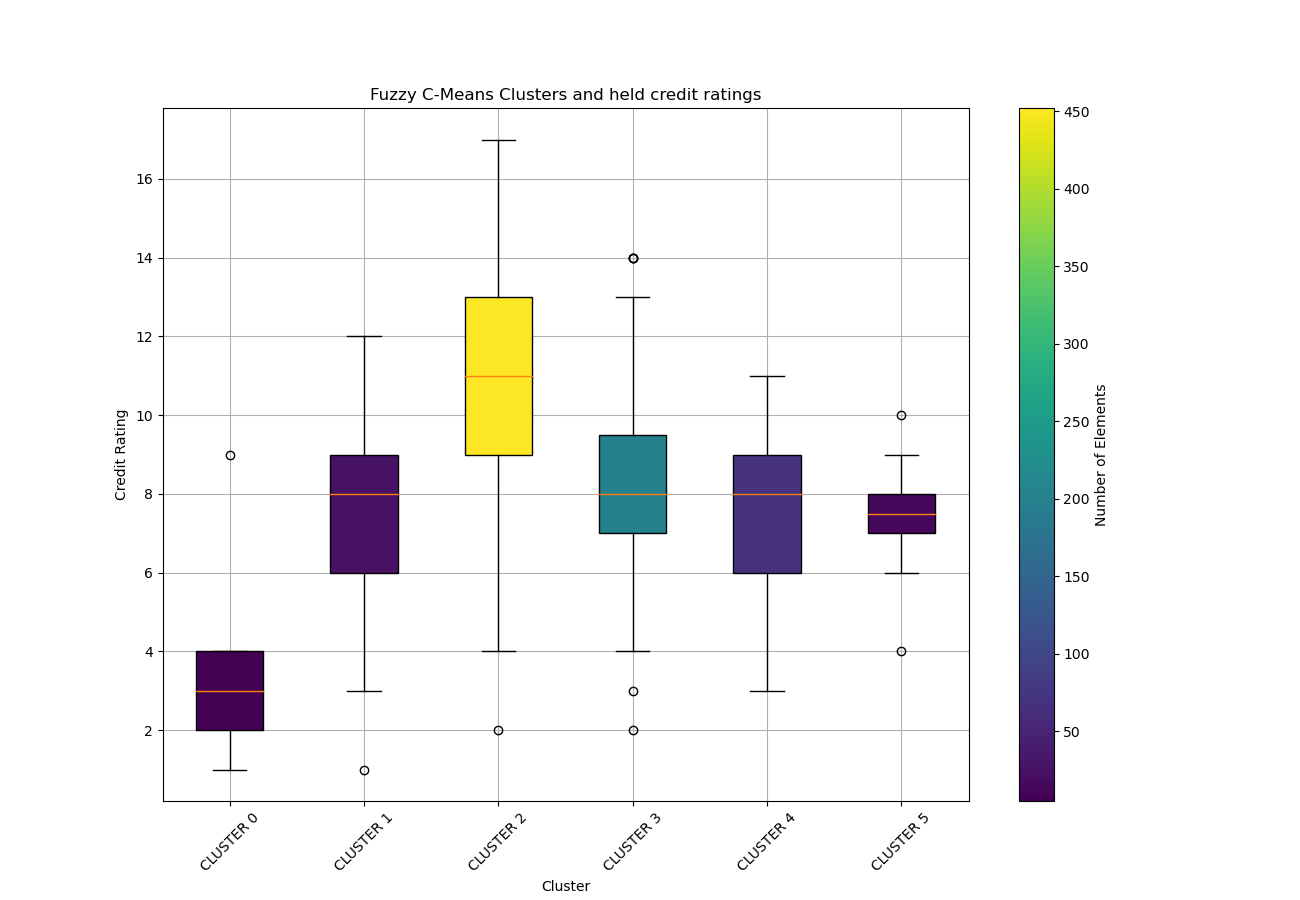 Fuzzy C-Means Clusters and held credit ratings
Credit Rating
16
14
12
10
8
6
4
2
CLUSTER 0
CLUSTER 1
CLUSTER 2
CLUSTER 3
CLUSTER 4
CLUSTER 5
Cluster
450
400
350
300
250
200
150
100
50
Number of Elements